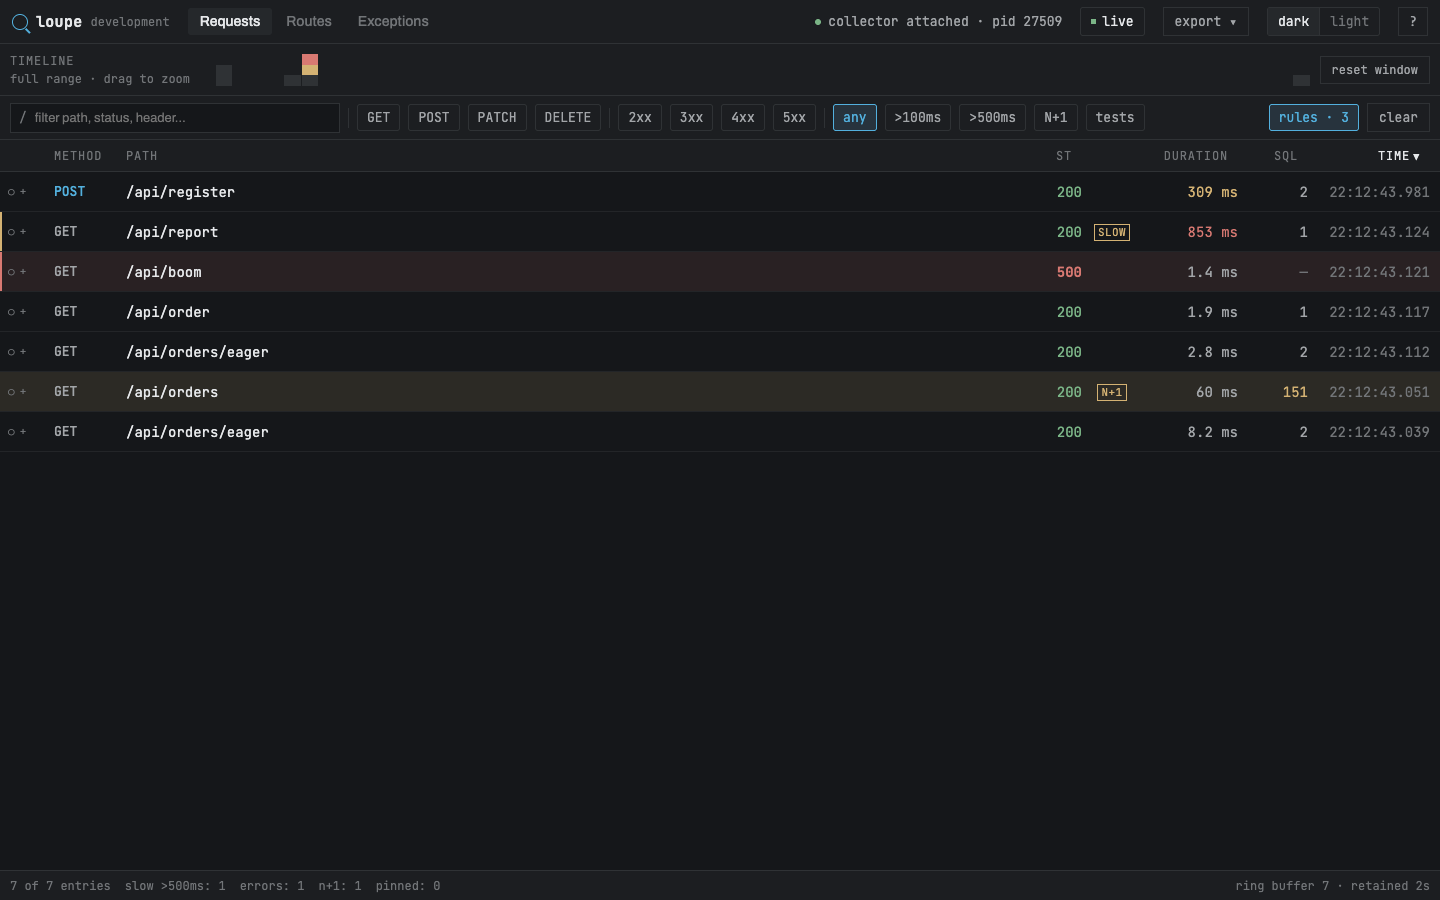 loupe development Requests Routes Exceptions ● collector attached · pid 27509 ■ live export ▾ dark light ?
TIMELINE
full range · drag to zoom reset window
/ filter path, status, header... GET POST PATCH DELETE 2xx 3xx 4xx 5xx any >100ms >500ms N+1 tests rules · 3 clear
METHOD PATH ST DURATION SQL TIME ▼
○ + POST /api/register 200 309 ms 2 22:12:43.981
○ + GET /api/report 200 SLOW 853 ms 1 22:12:43.124
○ + GET /api/boom 500 1.4 ms — 22:12:43.121
○ + GET /api/order 200 1.9 ms 1 22:12:43.117
○ + GET /api/orders/eager 200 2.8 ms 2 22:12:43.112
○ + GET /api/orders 200 N+1 60 ms 151 22:12:43.051
○ + GET /api/orders/eager 200 8.2 ms 2 22:12:43.039
7 of 7 entries slow >500ms: 1 errors: 1 n+1: 1 pinned: 0 ring buffer 7 · retained 2s